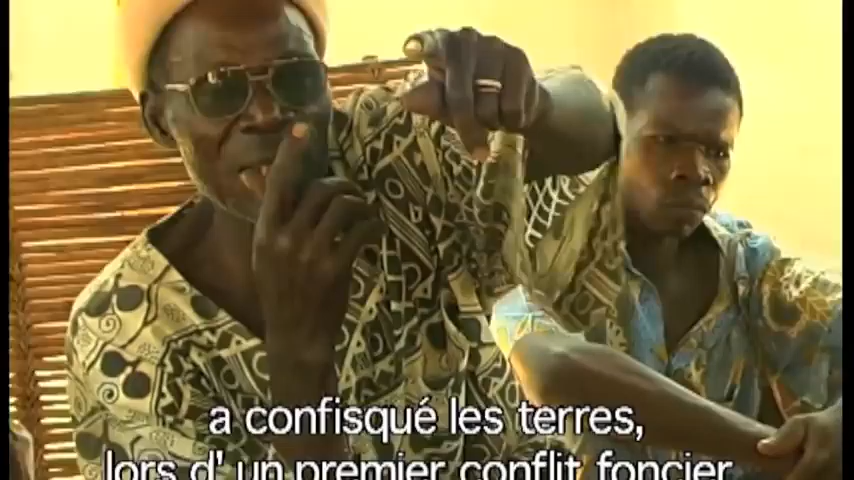 a confisqué les terres,
lors d'un premier conflit foncier